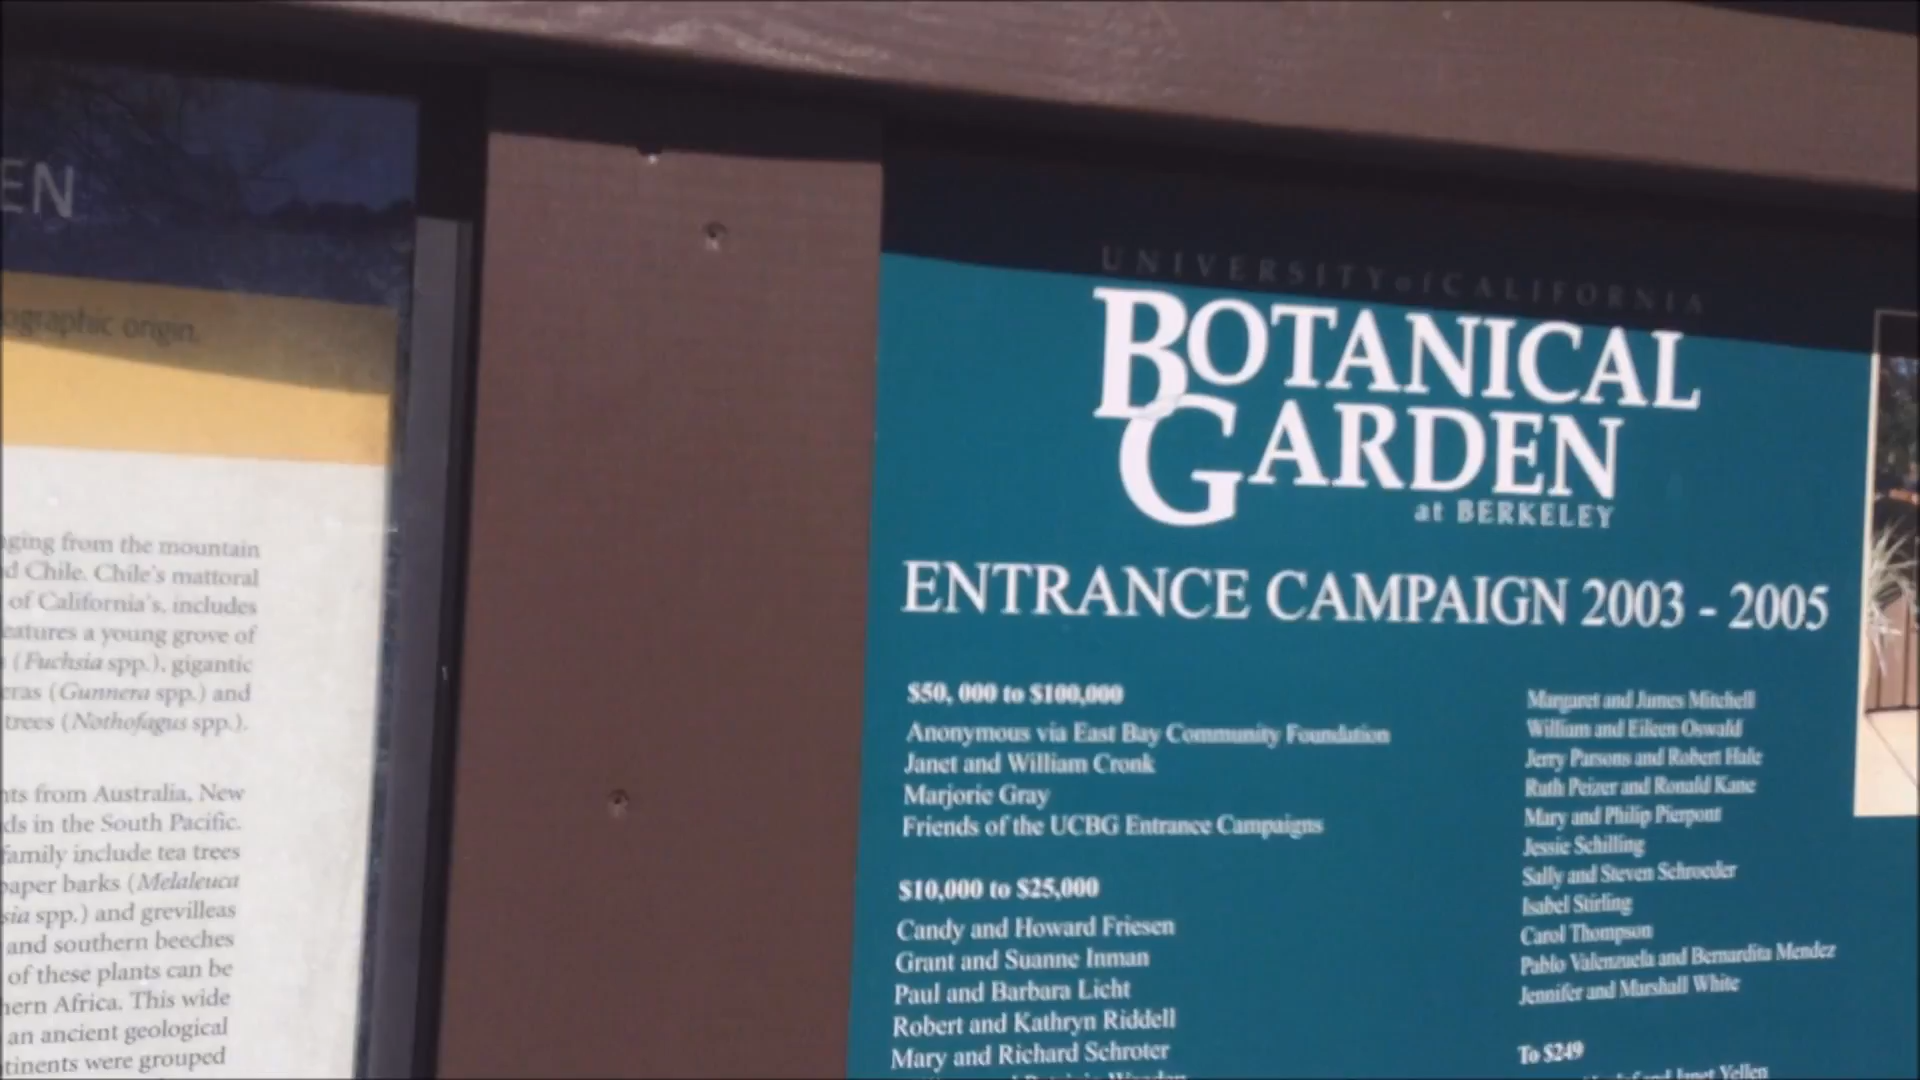 EN
ographic origin.
ging from the mountain
d Chile. Chile's mattoral
of California's, includes
eatures a young grove of
(Fuchsia spp.), gigantic
eras (Gunnera spp.) and
trees (Nothofagus spp.).
nts from Australia, New
ds in the South Pacific.
family include tea trees
paper barks (Melaleuca
sia spp.) and grevilleas
and southern beeches
of these plants can be
hern Africa. This wide
an ancient geological
tinents were grouped
UNIVERSITY of CALIFORNIA
BOTANICAL
GARDEN
at BERKELEY
ENTRANCE CAMPAIGN 2003 - 2005
$50, 000 to $100,000
Anonymous via East Bay Community Foundation
Janet and William Cronk
Marjorie Gray
Friends of the UCBG Entrance Campaigns
$10,000 to $25,000
Candy and Howard Friesen
Grant and Suanne Inman
Paul and Barbara Licht
Robert and Kathryn Riddell
Mary and Richard Schroter
Margaret and James Mitchell
William and Eileen Oswald
Jerry Parsons and Robert Hale
Ruth Peizer and Ronald Kane
Mary and Philip Pierpont
Jessie Schilling
Sally and Steven Schroeder
Isabel Stirling
Carol Thompson
Pablo Valenzuela and Bernardita Mendez
Jennifer and Marshall White
To $249
and Janet Yellen